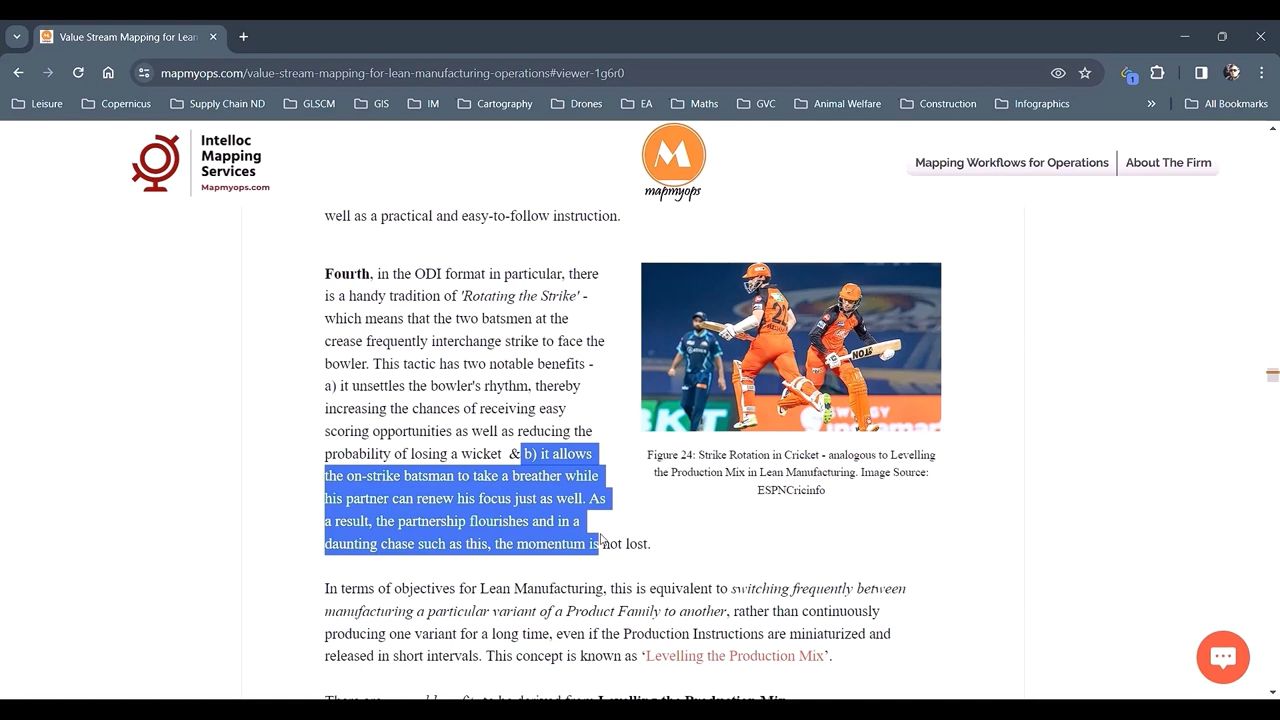 Value Stream Mapping for Lean
mapmyops.com/value-stream-mapping-for-lean-manufacturing-operations#viewer-1g6r0
1
Leisure
Copernicus
Supply Chain ND
GLSCM
GIS
IM
Cartography
Drones
EA
Maths
GVC
Animal Welfare
Construction
Infographics
All Bookmarks
Intelloc
Mapping
Services
Mapmyops.com
mapmyops
Mapping Workflows for Operations
About The Firm
well as a practical and easy-to-follow instruction.
Fourth, in the ODI format in particular, there
is a handy tradition of 'Rotating the Strike' -
which means that the two batsmen at the
crease frequently interchange strike to face the
bowler. This tactic has two notable benefits -
a) it unsettles the bowler's rhythm, thereby
increasing the chances of receiving easy
scoring opportunities as well as reducing the
probability of losing a wicket & b) it allows
the on-strike batsman to take a breather while
his partner can renew his focus just as well. As
a result, the partnership flourishes and in a
daunting chase such as this, the momentum is not lost.
Figure 24: Strike Rotation in Cricket - analogous to Levelling
the Production Mix in Lean Manufacturing. Image Source:
ESPNCricinfo
In terms of objectives for Lean Manufacturing, this is equivalent to switching frequently between
manufacturing a particular variant of a Product Family to another, rather than continuously
producing one variant for a long time, even if the Production Instructions are miniaturized and
released in short intervals. This concept is known as ‘Levelling the Production Mix’.